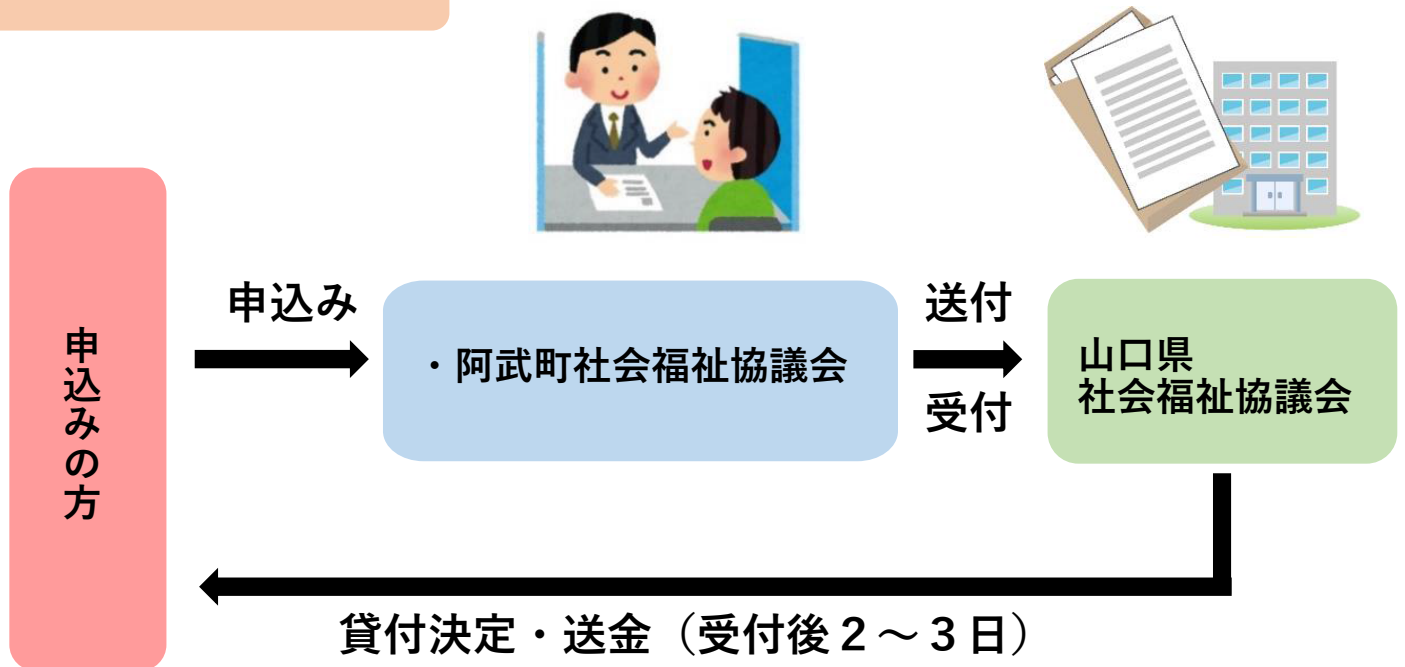 申込みの方
申込み
・阿武町社会福祉協議会
送付
受付
山口県
社会福祉協議会
貸付決定・送金（受付後２～３日）